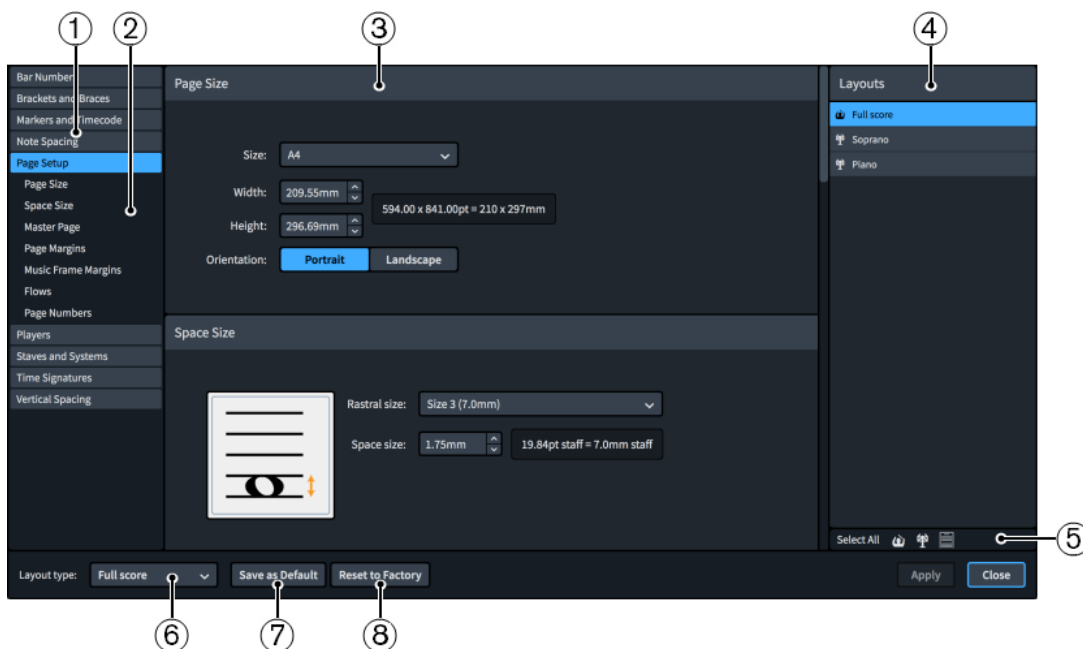 ① ② ③ ④
Bar Number
Brackets and Braces
Markers and Timecode
Note Spacing
Page Setup
Page Size
Space Size
Master Page
Page Margins
Music Frame Margins
Flows
Page Numbers
Players
Staves and Systems
Time Signatures
Vertical Spacing
Page Size
Size: A4
Width: 209.55mm
594.00 x 841.00pt = 210 x 297mm
Height: 296.69mm
Orientation: Portrait Landscape
Space Size
Rastral size: Size 3 (7.0mm)
Space size: 1.75mm 19.84pt staff = 7.0mm staff
Layouts
Full score
Soprano
Piano
Select All ⑤
Layout type: Full score Save as Default Reset to Factory Apply Close
⑥ ⑦ ⑧